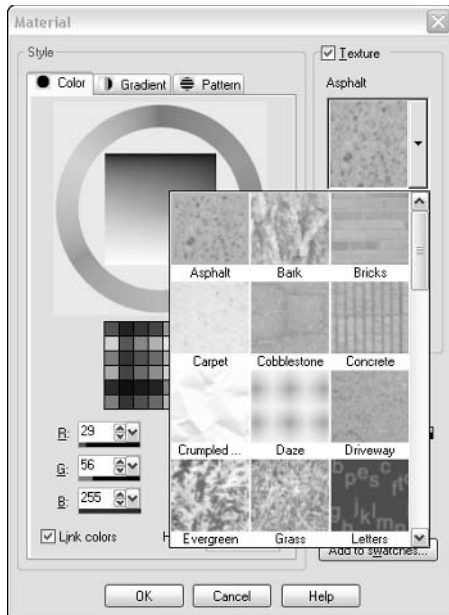 Material
Style
Texture
Color
Gradient
Pattern
Asphalt
Asphalt
Bark
Bricks
Carpet
Cobblestone
Concrete
Crumpled ...
Daze
Driveway
Evergreen
Grass
Letters
R: 29
G: 56
B: 255
Link colors
H
Add to swatches...
OK
Cancel
Help